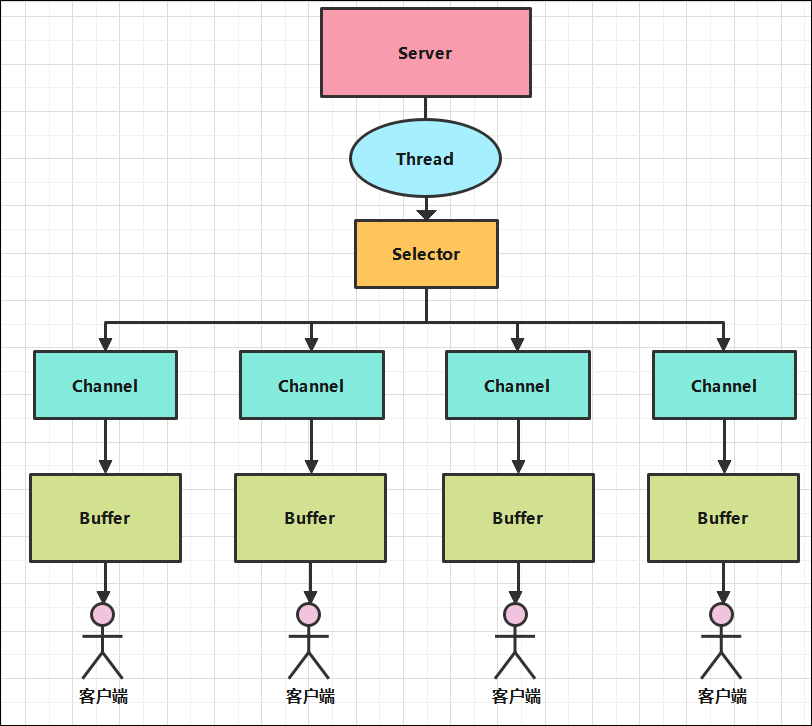 Server
Thread
Selector
Channel Channel Channel Channel
Buffer Buffer Buffer Buffer
客户端 客户端 客户端 客户端